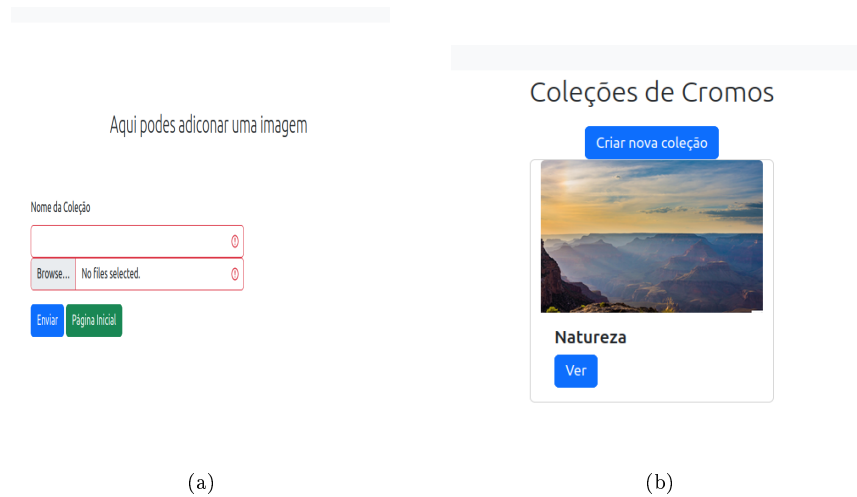 Aqui podes adiconar uma imagem
Nome da Coleção
Browse... No files selected.
Enviar Página Inicial
(a)
Coleções de Cromos
Criar nova coleção
Natureza
Ver
(b)